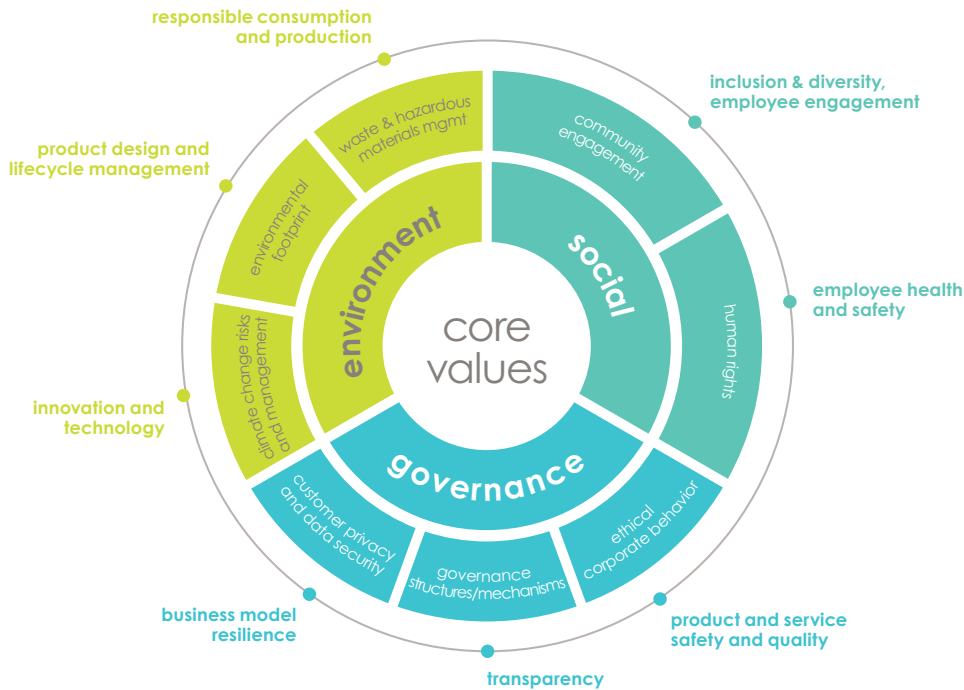 responsible consumption
and production
inclusion & diversity,
employee engagement
product design and
lifecycle management
employee health
and safety
innovation and
technology
business model
resilience
transparency
product and service
safety and quality
waste & hazardous
materials mgmt
community
engagement
environmental
footprint
human rights
climate change risks
and management
customer privacy
and data security
governance
structures/mechanisms
ethical
corporate behavior
environment
social
governance
core
values